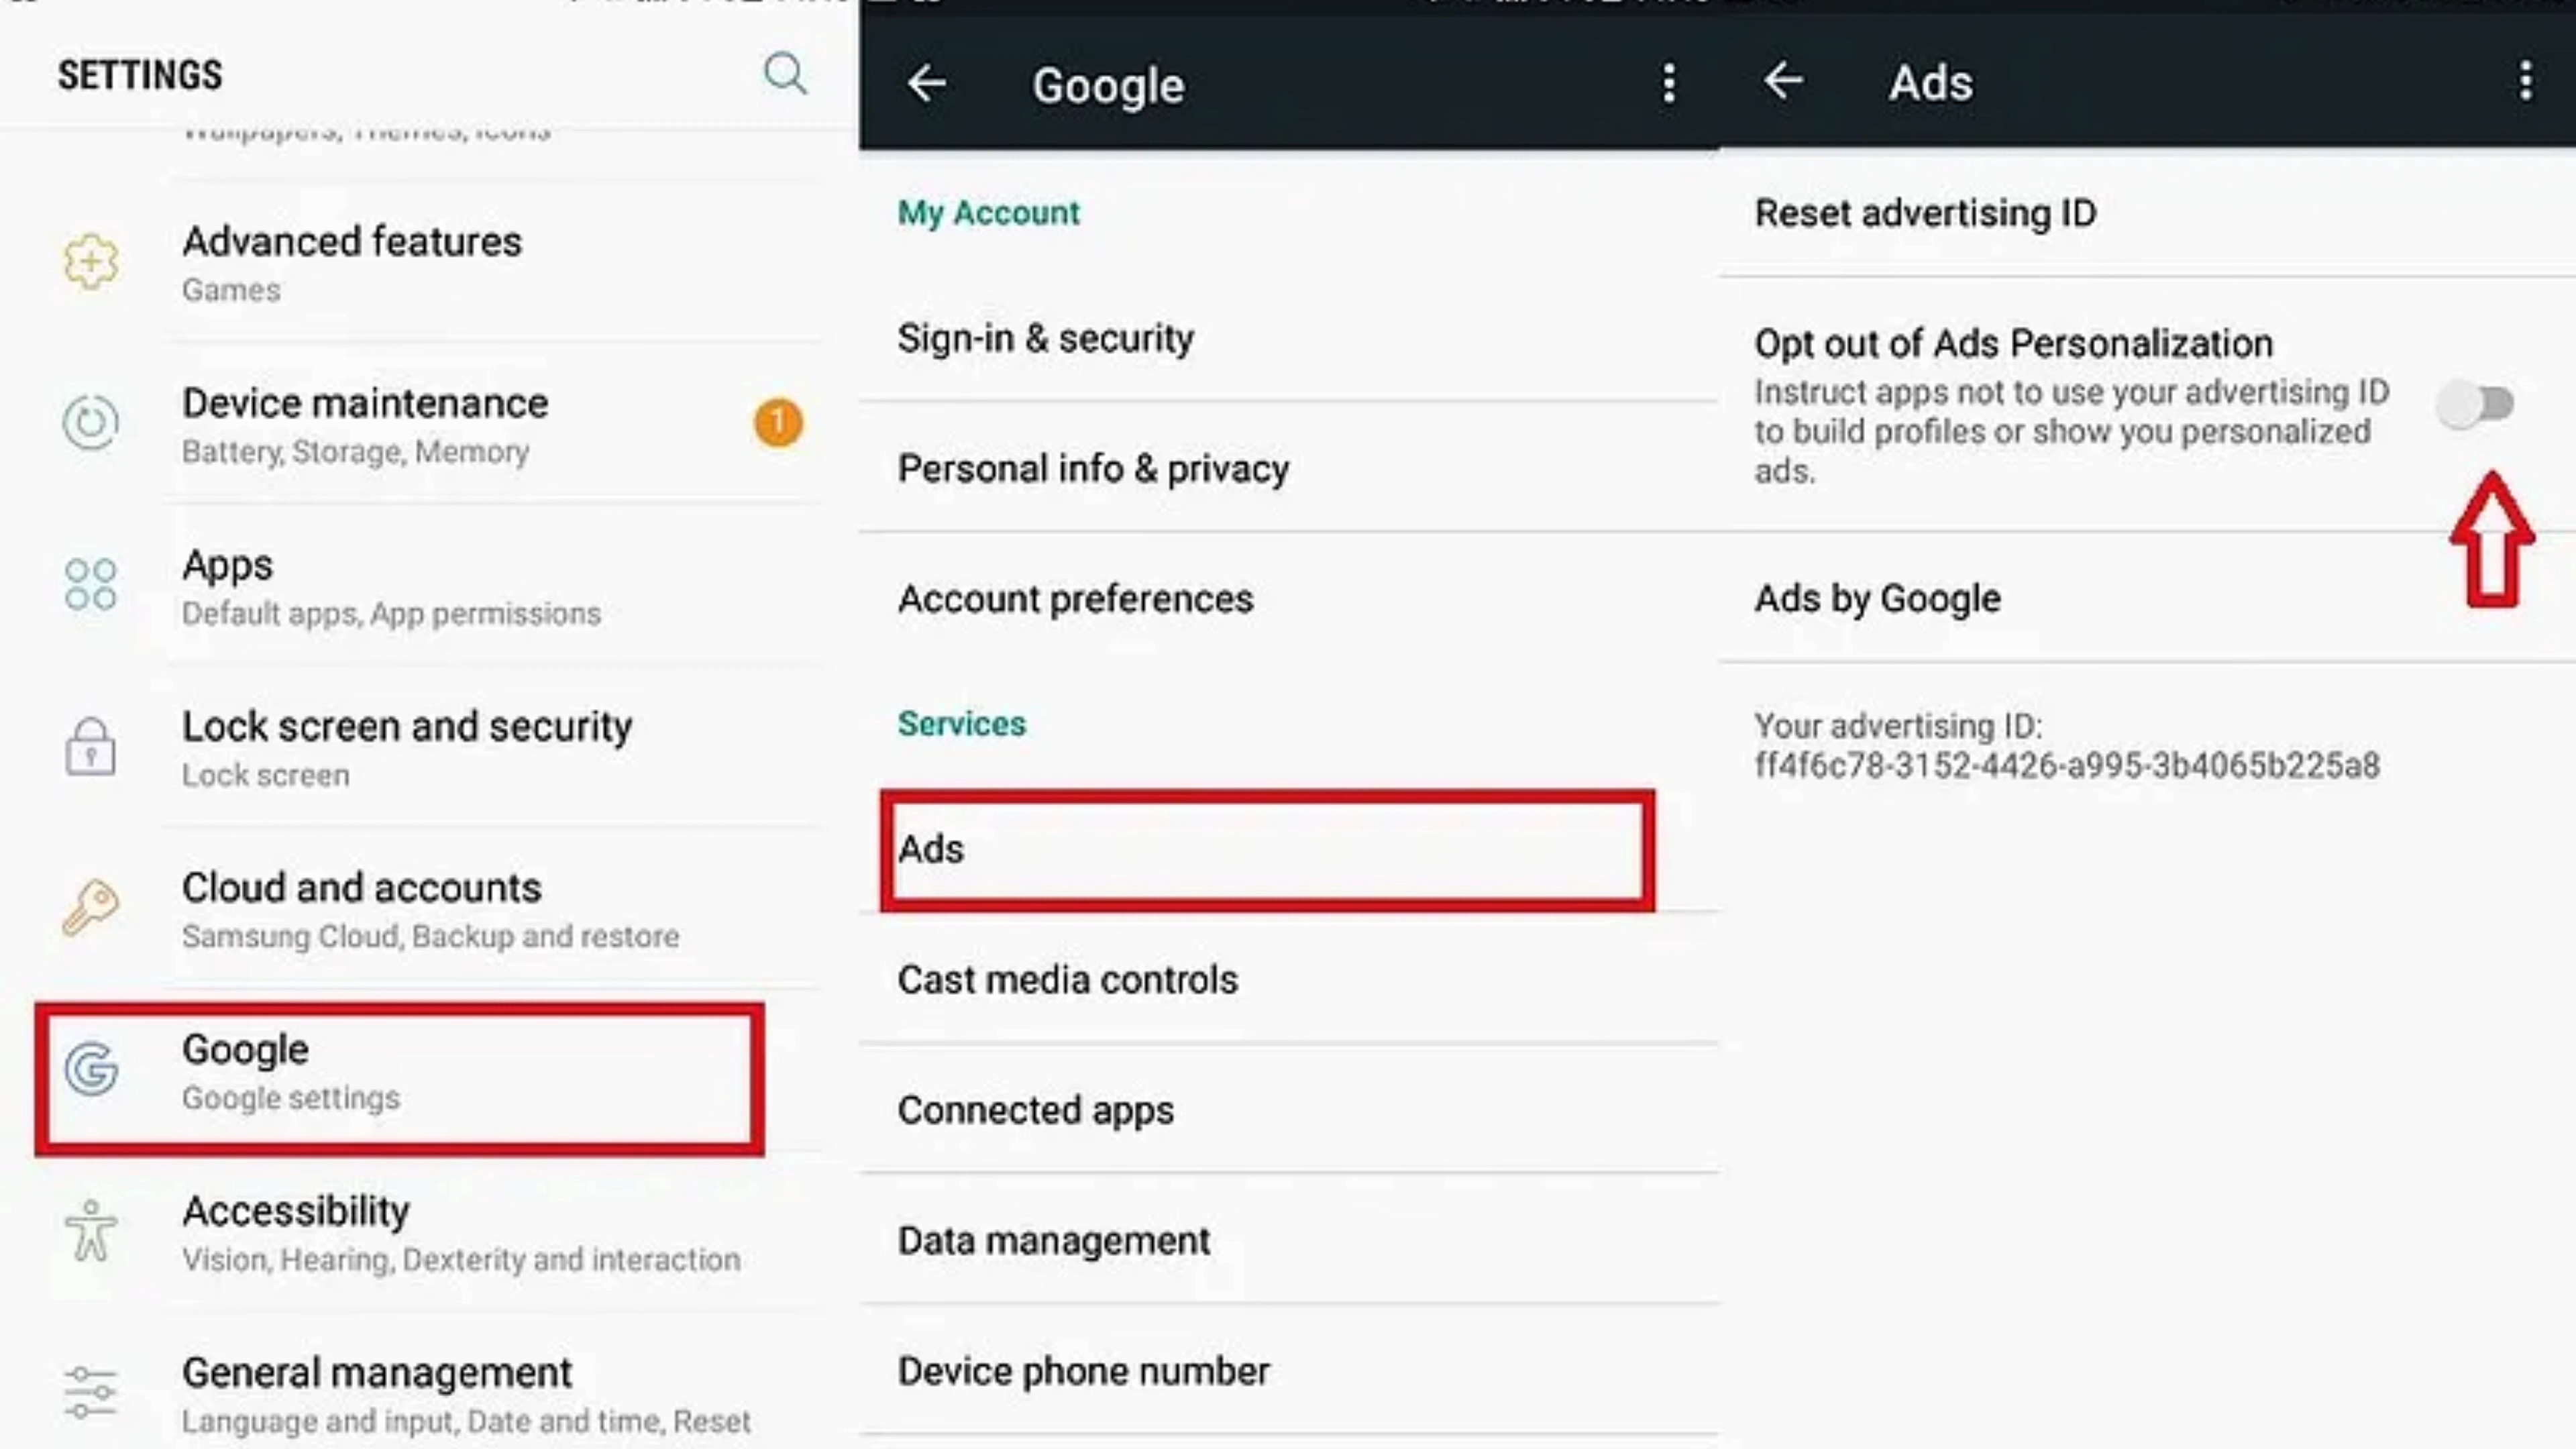 SETTINGS
Wallpapers, Themes, Icons
Advanced features
Games
Device maintenance
Battery, Storage, Memory
1
Apps
Default apps, App permissions
Lock screen and security
Lock screen
Cloud and accounts
Samsung Cloud, Backup and restore
Google
Google settings
Accessibility
Vision, Hearing, Dexterity and interaction
General management
Language and input, Date and time, Reset
Google
My Account
Sign-in & security
Personal info & privacy
Account preferences
Services
Ads
Cast media controls
Connected apps
Data management
Device phone number
Ads
Reset advertising ID
Opt out of Ads Personalization
Instruct apps not to use your advertising ID
to build profiles or show you personalized
ads.
Ads by Google
Your advertising ID:
ff4f6c78-3152-4426-a995-3b4065b225a8